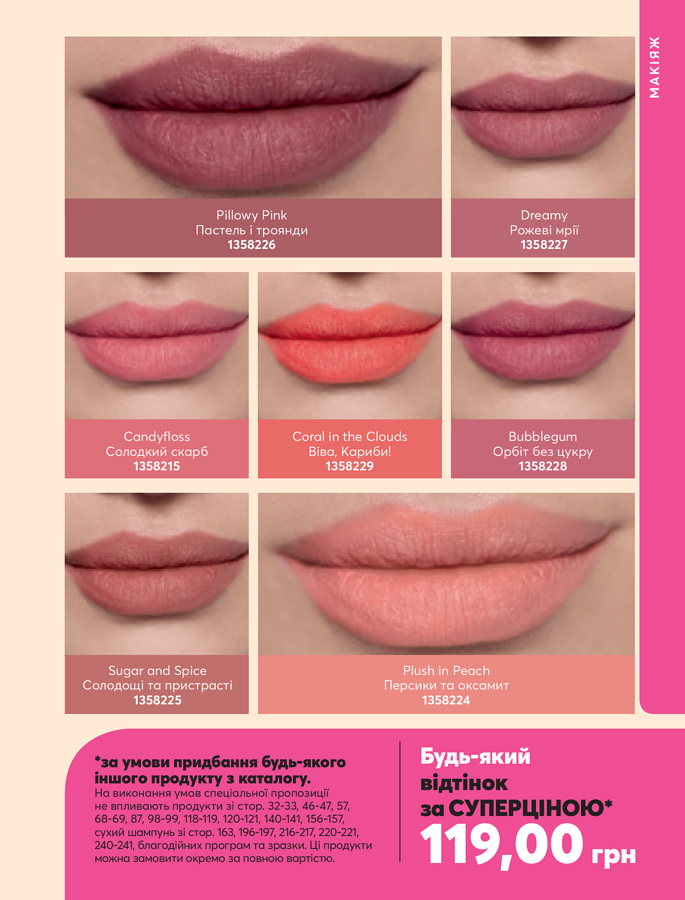 МАКІЯЖ
Pillowy Pink
Пастель і троянди
1358226
Dreamy
Рожеві мрії
1358227
Candyfloss
Солодкий скарб
1358215
Coral in the Clouds
Віва, Кариби!
1358229
Bubblegum
Орбіт без цукру
1358228
Sugar and Spice
Солодощі та пристрасті
1358225
Plush in Peach
Персики та оксамит
1358224
*за умови придбання будь-якого
іншого продукту з каталогу.
На виконання умов спеціальної пропозиції
не впливають продукти зі стор. 32-33, 46-47, 57,
68-69, 87, 98-99, 118-119, 120-121, 140-141, 156-157,
сухий шампунь зі стор. 163, 196-197, 216-217, 220-221,
240-241, благодійних програм та зразки. Ці продукти
можна замовити окремо за повною вартістю.
Будь-який
відтінок
за СУПЕРЦІНОЮ*
119,00 грн